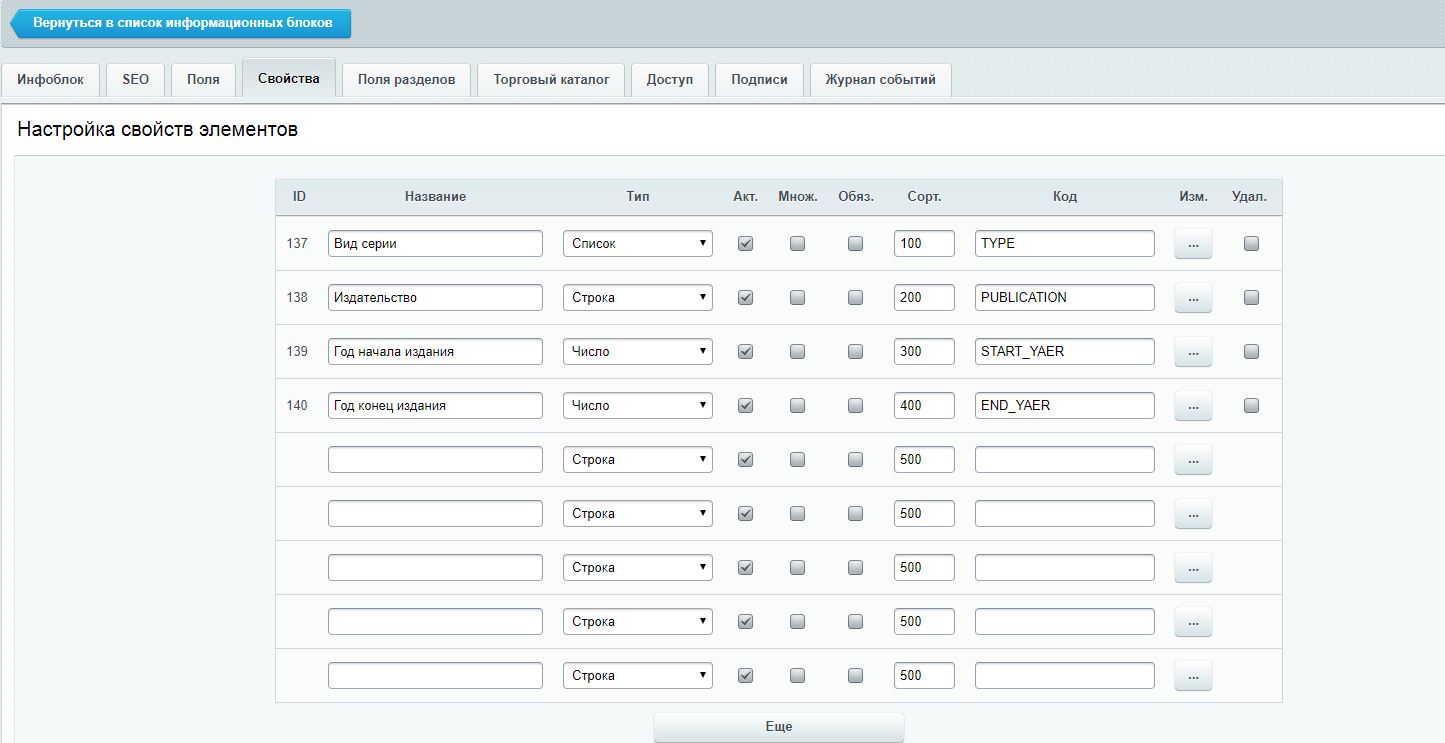 Вернуться в список информационных блоков
Инфоблок SEO Поля Свойства Поля разделов Торговый каталог Доступ Подписи Журнал событий
Настройка свойств элементов
ID Название Тип Акт. Множ. Обяз. Сорт. Код Изм. Удал.
137 Вид серии Список 100 TYPE ...
138 Издательство Строка 200 PUBLICATION ...
139 Год начала издания Число 300 START_YAER ...
140 Год конец издания Число 400 END_YAER ...
Строка 500 ...
Строка 500 ...
Строка 500 ...
Строка 500 ...
Строка 500 ...
Еще